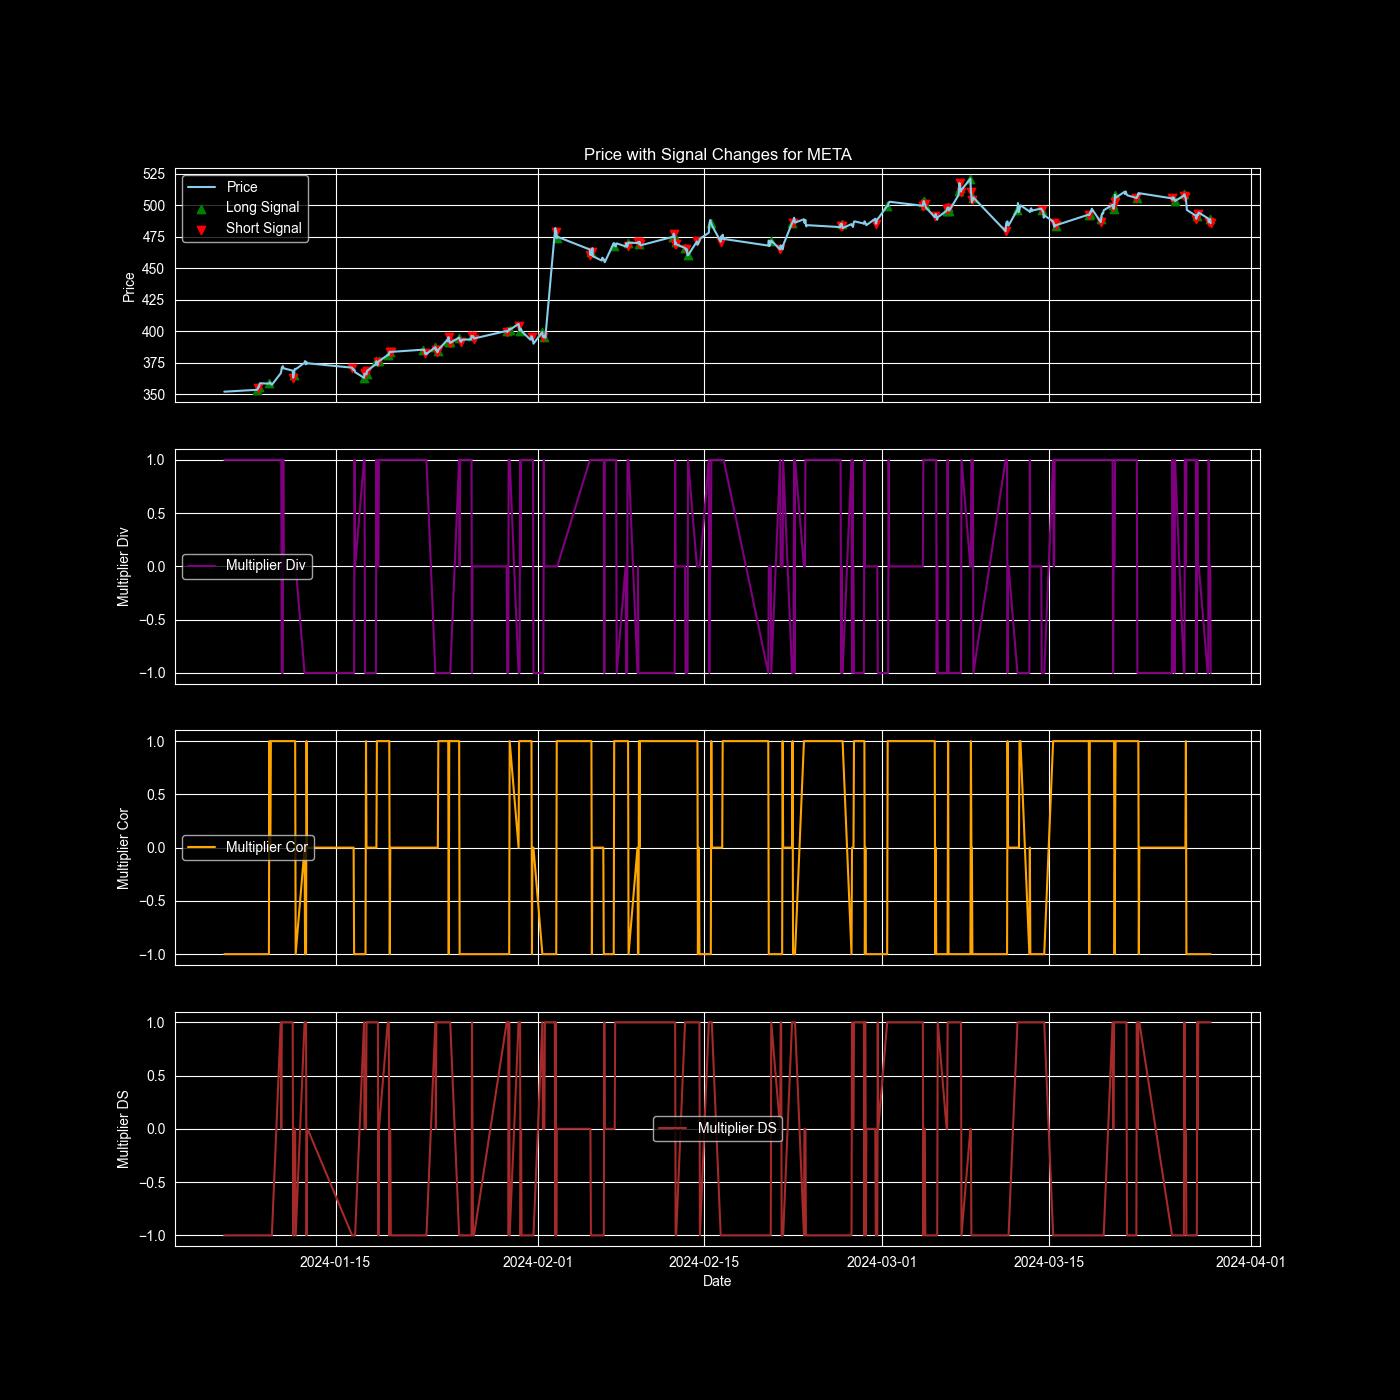 Price with Signal Changes for META
525
500
475
450
425
400
375
350
Price
Price
Long Signal
Short Signal
1.0
0.5
0.0
−0.5
−1.0
Multiplier Div
Multiplier Div
1.0
0.5
0.0
−0.5
−1.0
Multiplier Cor
Multiplier Cor
1.0
0.5
0.0
−0.5
−1.0
Multiplier DS
Multiplier DS
2024-01-15 2024-02-01 2024-02-15 2024-03-01 2024-03-15 2024-04-01
Date